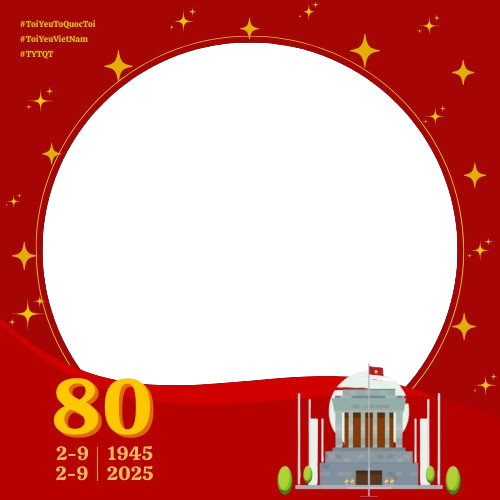 #ToiYeuToQuocToi
#ToiYeuVietNam
#TYTQT
80
2-9 | 1945
2-9 | 2025